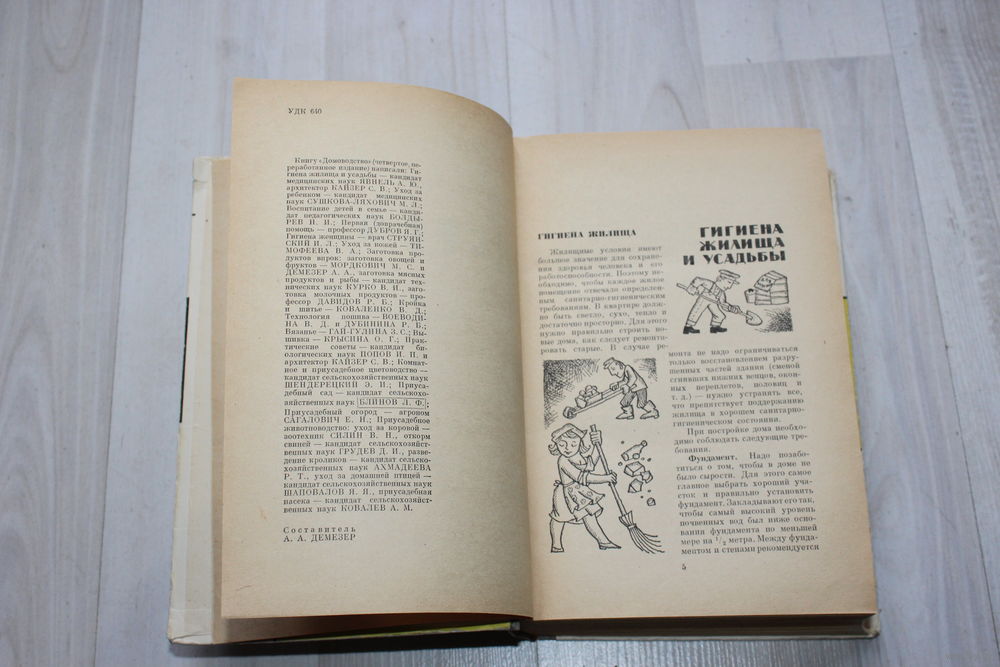 УДК 640
Книгу «Домоводство» (четвертое, пе-
реработанное издание) написали: Ги-
гиена жилища и усадьбы — кандидат
медицинских наук ЯВНЕЛЬ А. Ю.,
архитектор КАЙЗЕР С. В.; Уход за
ребенком — кандидат медицинских
наук СУШКОВА-ЛЯХОВИЧ М. Л.;
Воспитание детей в семье — канди-
дат педагогических наук БОЛДЫ-
РЕВ Н. И.; Первая (доврачебная)
помощь — профессор ДУБРОВ Я. Г.;
Гигиена женщины — врач СТРУИН-
СКИЙ И. Л.; Уход за кожей — ТИ-
МОФЕЕВА В. А.; Заготовка про-
дуктов впрок: заготовка овощей и
фруктов — МОРДКОВИЧ М. С. и
ДЕМЕЗЕР А. А., заготовка мясных
продуктов и рыбы — кандидат тех-
нических наук КУРКО В. И., заго-
товка молочных продуктов — про-
фессор ДАВИДОВ Р. Б.; Кройка
и шитье — КОВАЛЕНКО В. Д.;
Технология пошива — ВОЕВОДИ-
НА В. Д. и ДУБИНИНА Р. Б.;
Вязанье — ГАЙ-ГУЛИНА З. С.; Вы-
шивка — КРЫСИНА О. Г.; Прак-
тические советы — кандидат би-
ологических наук ПОПОВ И. П. и
архитектор КАЙЗЕР С. В.; Комнат-
ное и приусадебное цветоводство —
кандидат сельскохозяйственных наук
ШЕНДЕРЕЦКИЙ Э. И.; Приусаде-
бный сад — кандидат сельскохо-
зяйственных наук БЛИНОВ Л. Ф.;
Приусадебный огород — агроном
САГАЛОВИЧ Е. Н.; Приусадебное
животноводство: уход за коровой —
зоотехник СИЛИН В. Н., откорм
свиней — кандидат сельскохозяйст-
венных наук ГРУДЕВ Д. И., разве-
дение кроликов — кандидат сельско-
хозяйственных наук АХМАДЕЕВА
Р. Т., уход за домашней птицей —
кандидат сельскохозяйственных наук
ШАПОВАЛОВ Я. Я., приусадебная
пасека — кандидат сельскохозяйст-
венных наук КОВАЛЕВ А. М.
Составитель
А. А. ДЕМЕЗЕР
ГИГИЕНА
ЖИЛИЩА
И УСАДЬБЫ
ГИГИЕНА ЖИЛИЩА
Жилищные условия имеют
большое значение для сохране-
ния здоровья человека и его
работоспособности. Поэтому не-
обходимо, чтобы каждое жилое
помещение отвечало определен-
ным санитарно-гигиеническим
требованиям. В квартире долж-
но быть светло, сухо, тепло и
достаточно просторно. Для этого
нужно правильно строить но-
вые дома, как следует ремонти-
ровать старые. В случае ре-
монта не надо ограничиваться
только восстановлением разру-
шенных частей здания (сменой
сгнивших нижних венцов, окон-
ных переплетов, половиц и
т. д.) — нужно устранять все,
что препятствует поддержанию
жилища в хорошем санитарно-
гигиеническом состоянии.
При постройке дома необхо-
димо соблюдать следующие тре-
бования.
Фундамент. Надо позабо-
титься о том, чтобы в доме не
было сырости. Для этого самое
главное выбрать хороший уча-
сток и правильно установить
фундамент. Закладывают его так,
чтобы самый высокий уровень
почвенных вод был ниже осно-
вания фундамента по меньшей
мере на 1/2 метра. Между фунда-
ментом и стенами рекомендуется
5